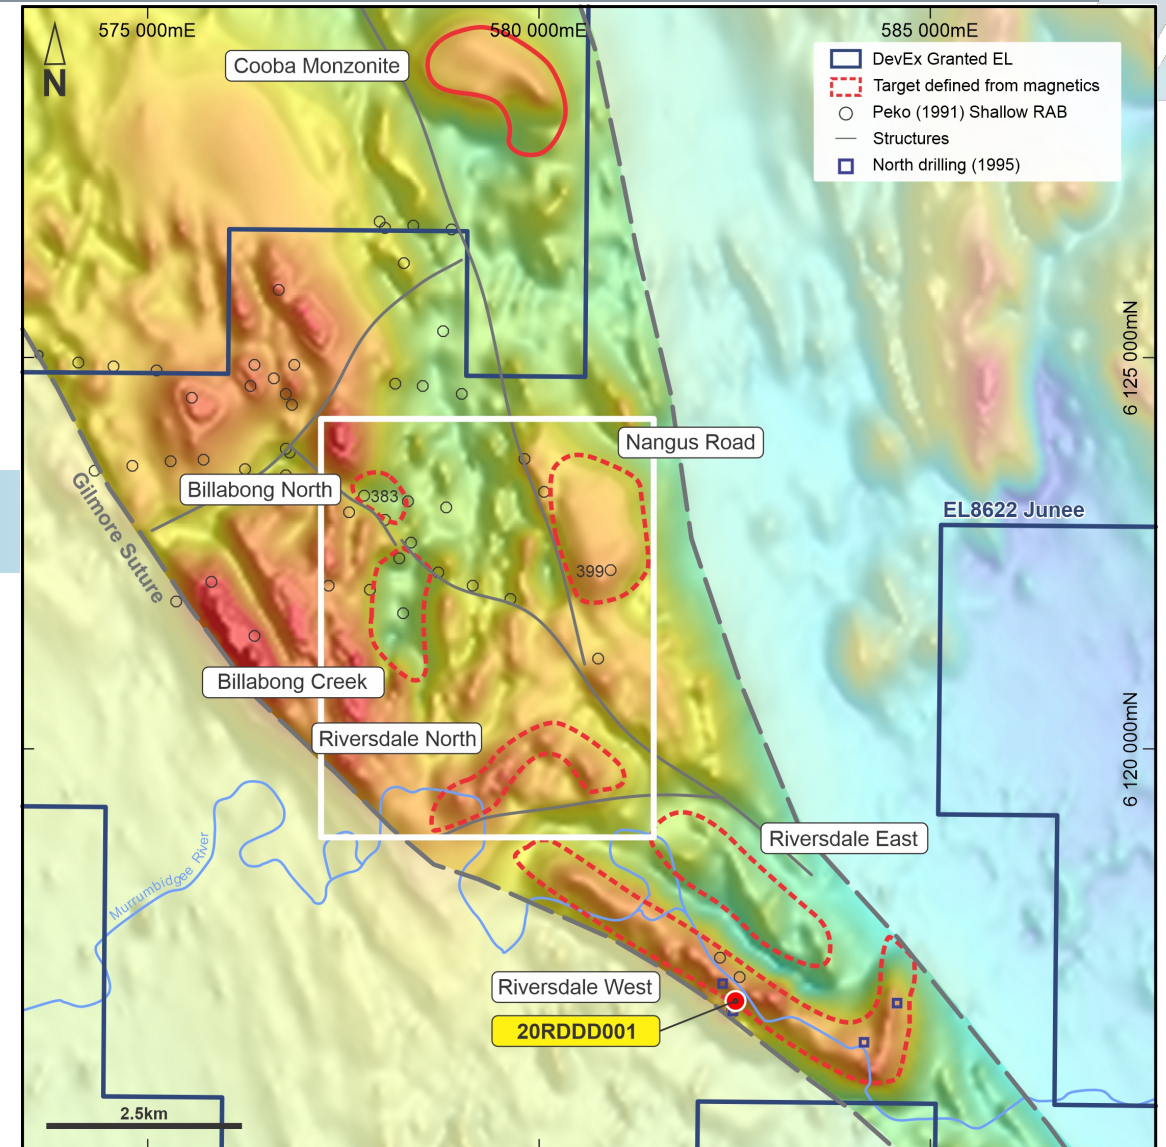 575 000mE
580 000mE
585 000mE
N
Cooba Monzonite
DevEx Granted EL
Target defined from magnetics
Peko (1991) Shallow RAB
Structures
North drilling (1995)
6 125 000mN
Nangus Road
Billabong North
383
Gilmore Suture
EL8622 Junee
399
Billabong Creek
Riversdale North
6 120 000mN
Riversdale East
Murrumbidgee River
Riversdale West
20RDDD001
2.5km